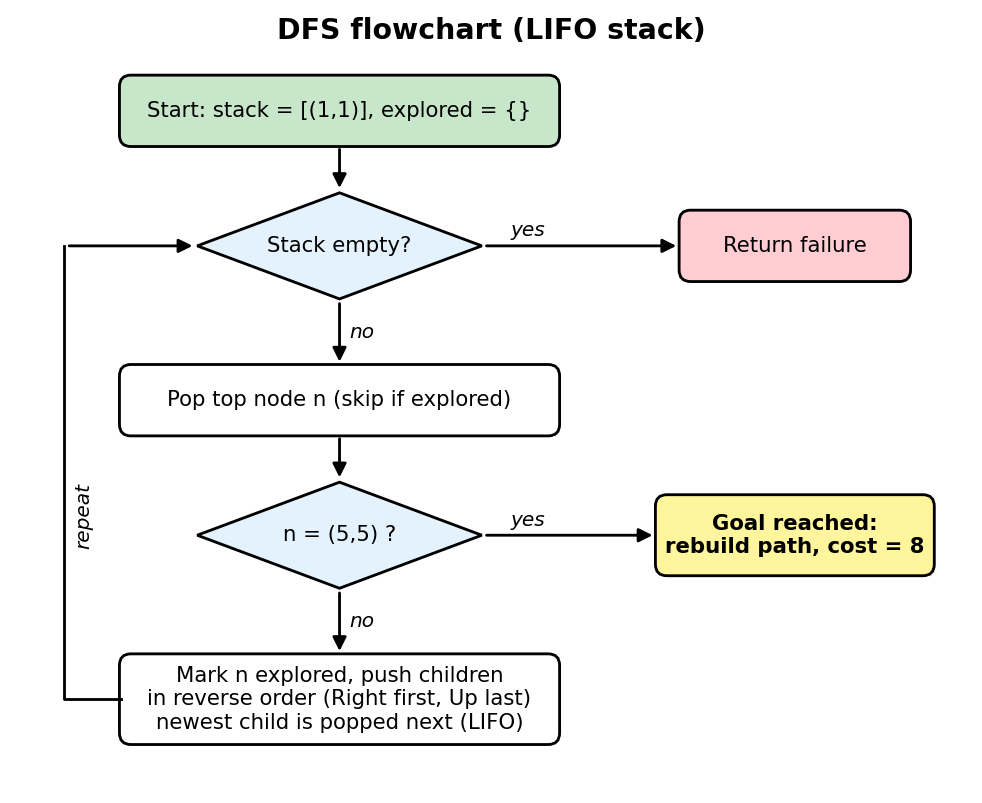 DFS flowchart (LIFO stack)
Start: stack = [(1,1)], explored = {}
Stack empty?
yes
Return failure
no
Pop top node n (skip if explored)
repeat
n = (5,5) ?
yes
Goal reached:
rebuild path, cost = 8
no
Mark n explored, push children
in reverse order (Right first, Up last)
newest child is popped next (LIFO)